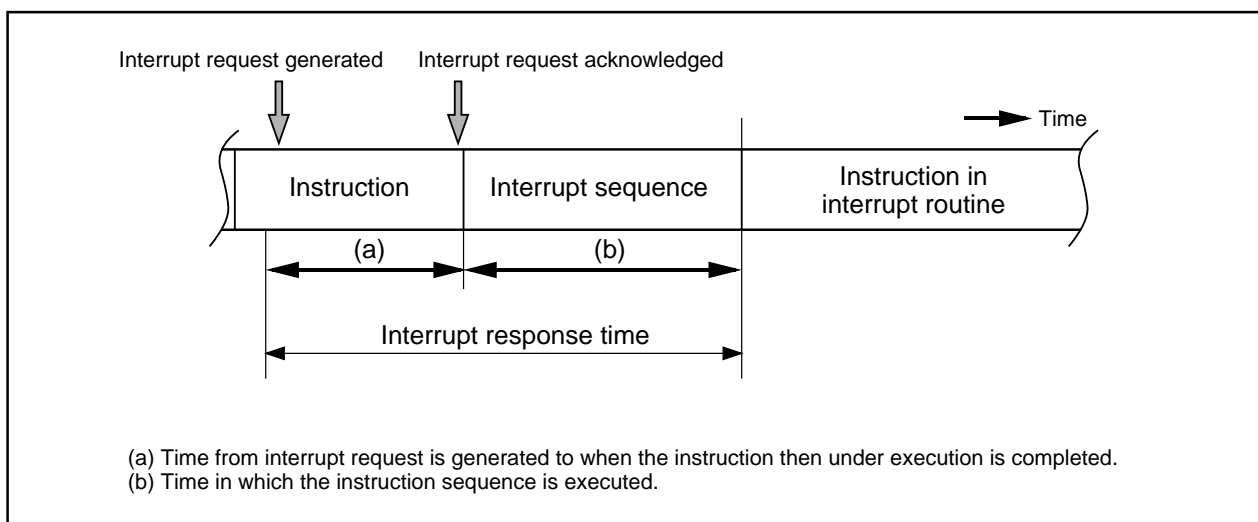 Interrupt request generated
Interrupt request acknowledged
Time
Instruction
Interrupt sequence
Instruction in
interrupt routine
(a)
(b)
Interrupt response time
(a) Time from interrupt request is generated to when the instruction then under execution is completed.
(b) Time in which the instruction sequence is executed.